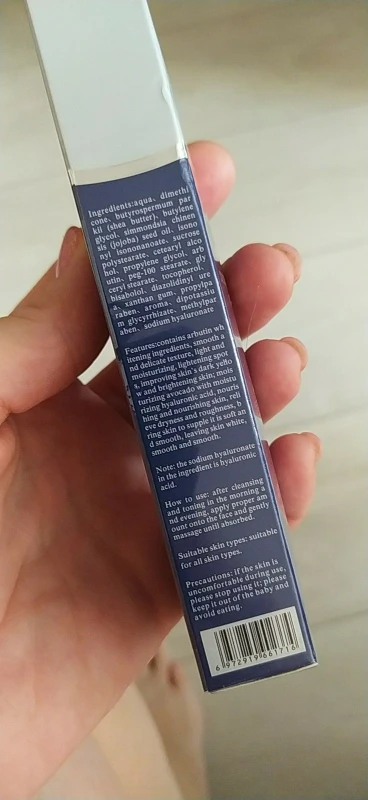 Ingredients:aqua, dimethi
cone, butyrospermum par
kii (shea butter), butylene
glycol, simmondsia chinen
sis (jojoba) seed oil, isono
nyl isononanoate, sucrose
polystearate, cetearyl alco
hol, propylene glycol, arb
utin, peg-100 stearate, gly
ceryl stearate, tocopherol,
bisabolol, diazolidinyl ure
a, xanthan gum, propylpa
raben, aroma, dipotassiu
m glycyrrhizate, methylpar
aben, sodium hyaluronate
Features:contains arbutin wh
itening ingredients, smooth a
nd delicate texture, light and
moisturizing, lightening spot
s, improving skin's dark yello
w and brightening skin; mois
turizing avocado with moistu
rizing hyaluronic acid, nouris
hing and nourishing skin, reli
eve dryness and roughness, b
ring skin to supple it is soft an
d smooth, leaving skin white,
smooth and smooth.
Note: the sodium hyaluronate
in the ingredient is hyaluronic
acid.
How to use: after cleansing
and toning in the morning a
nd evening, apply proper am
ount onto the face and gently
massage until absorbed.
Suitable skin types: suitable
for all skin types.
Precautions: if the skin is
uncomfortable during use,
please stop using it; please
keep it out of the baby and
avoid eating.
6 972919 661716